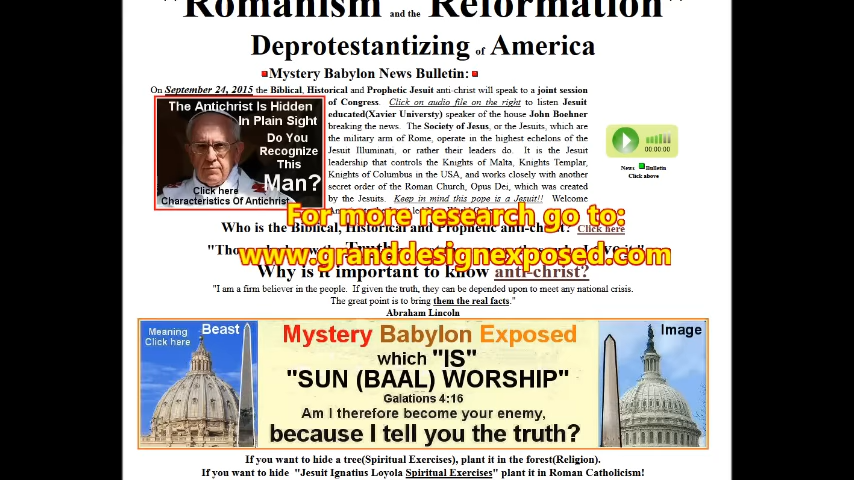 "Romanism and the Reformation"
Deprotestantizing of America
Mystery Babylon News Bulletin:
On September 24, 2015 the Biblical, Historical and Prophetic Jesuit anti-christ will speak to a joint session
of Congress. Click on audio file on the right to listen Jesuit
educated(Xavier Universty) speaker of the house John Boehner
breaking the news. The Society of Jesus, or the Jesuits, which are
the military arm of Rome, operate in the highest echelons of the
Jesuit Illuminati, or rather their leaders do. It is the Jesuit
leadership that controls the Knights of Malta, Knights Templar,
Knights of Columbus in the USA, and works closely with another
secret order of the Roman Church, Opus Dei, which was created
by the Jesuits. Keep in mind this pope is a Jesuit!! Welcome
The Antichrist Is Hidden
In Plain Sight
Do You
Recognize
This
Man?
Click here
Characteristics Of Antichrist
00:00:00
News Bulletin
Click above
For more research go to:
www.granddesignexposed.com
Who is the Biblical, Historical and Prophetic anti-christ? Click here
Why is it important to know anti-christ?
"I am a firm believer in the people. If given the truth, they can be depended upon to meet any national crisis.
The great point is to bring them the real facts."
Abraham Lincoln
Meaning
Click here
Beast
Mystery Babylon Exposed
which "IS"
"SUN (BAAL) WORSHIP"
Galations 4:16
Am I therefore become your enemy,
because I tell you the truth?
Image
If you want to hide a tree(Spiritual Exercises), plant it in the forest(Religion).
If you want to hide "Jesuit Ignatius Loyola Spiritual Exercises" plant it in Roman Catholicism!